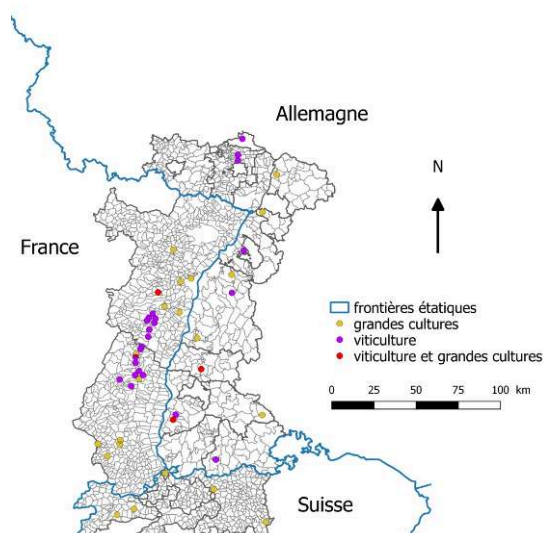 Allemagne
N
France
frontières étatiques
grandes cultures
viticulture
viticulture et grandes cultures
0 25 50 75 100 km
Suisse